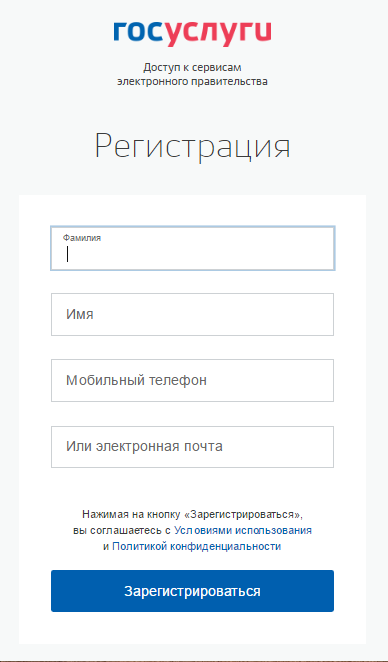 госуслуги
Доступ к сервисам
электронного правительства
Регистрация
Фамилия
Имя
Мобильный телефон
Или электронная почта
Нажимая на кнопку «Зарегистрироваться»,
вы соглашаетесь с Условиями использования
и Политикой конфиденциальности
Зарегистрироваться